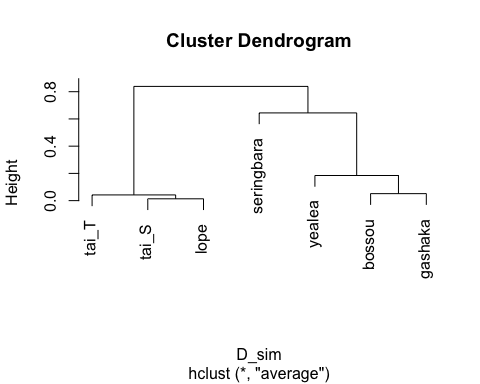 Cluster Dendrogram
Height
0.0
0.4
0.8
tai_T
tai_S
lope
seringbara
yealea
bossou
gashaka
D_sim
hclust (*, "average")